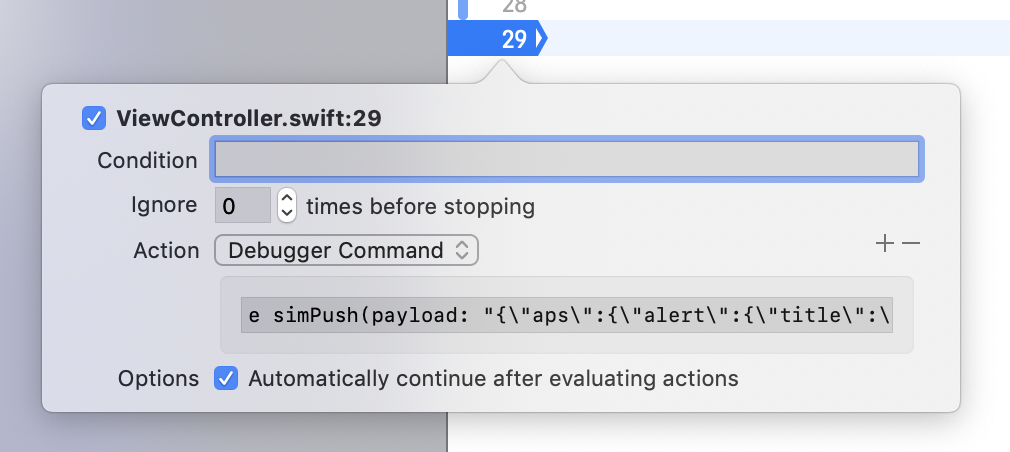 28
29
ViewController.swift:29
Condition
Ignore 0 times before stopping
Action Debugger Command
e simPush(payload: "{\"aps\":{\"alert\":{\"title\":\
Options Automatically continue after evaluating actions